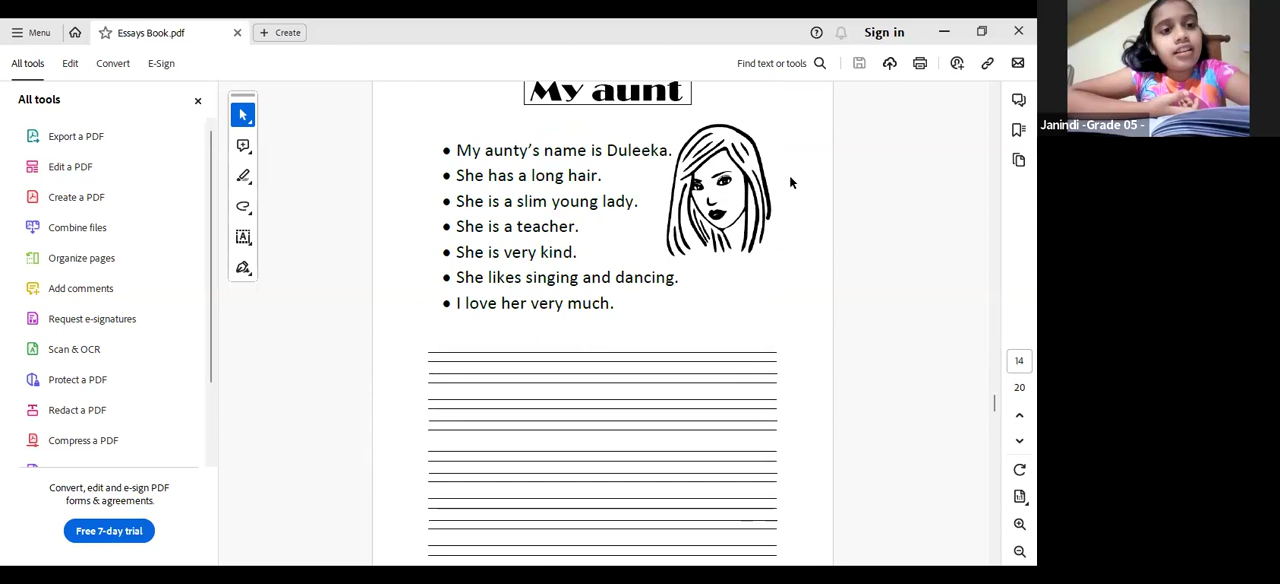 Menu
Essays Book.pdf
Create
Sign in
All tools
Edit
Convert
E-Sign
Find text or tools
All tools
Export a PDF
Edit a PDF
Create a PDF
Combine files
Organize pages
Add comments
Request e-signatures
Scan & OCR
Protect a PDF
Redact a PDF
Compress a PDF
Convert, edit and e-sign PDF
forms & agreements.
Free 7-day trial
My aunt
• My aunty's name is Duleeka.
• She has a long hair.
• She is a slim young lady.
• She is a teacher.
• She is very kind.
• She likes singing and dancing.
• I love her very much.
14
20
Janindi -Grade 05 -